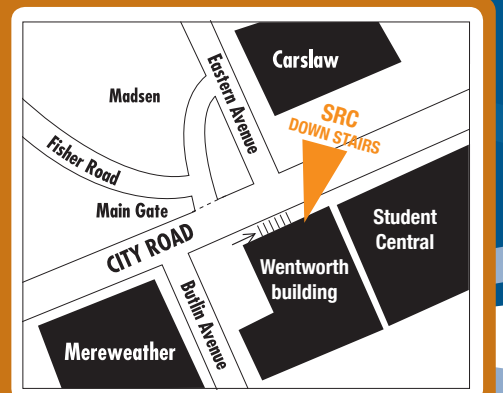 Carslaw
SRC
DOWN STAIRS
Madsen
Eastern Avenue
Fisher Road
Main Gate
CITY ROAD
Student
Central
Wentworth
building
Butlin Avenue
Mereweather